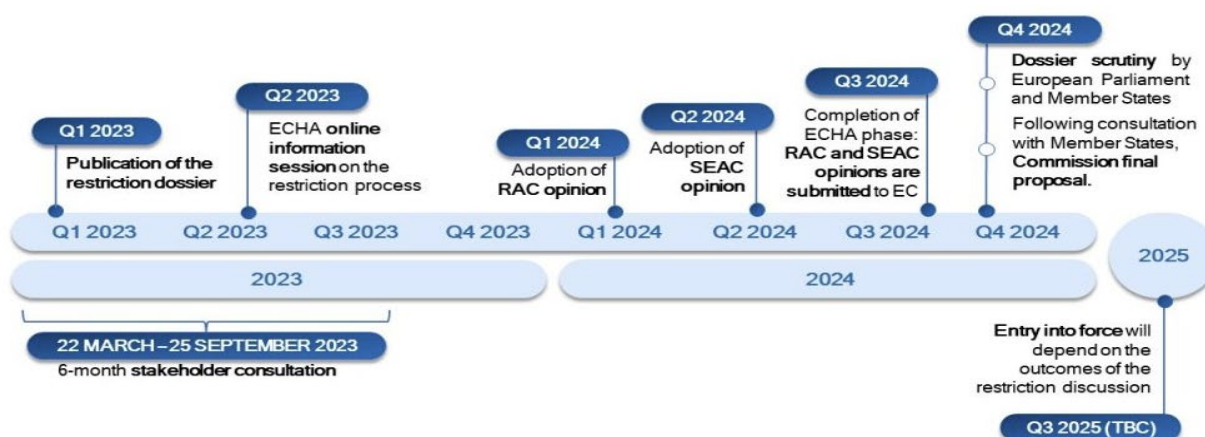 Q1 2023
Publication of the
restriction dossier
Q2 2023
ECHA online
information
session on the
restriction process
Q1 2024
Adoption of
RAC opinion
Q2 2024
Adoption of
SEAC
opinion
Q3 2024
Completion of
ECHA phase:
RAC and SEAC
opinions are
submitted to EC
Q4 2024
Dossier scrutiny by
European Parliament
and Member States
Following consultation
with Member States,
Commission final
proposal.
Q1 2023 Q2 2023 Q3 2023 Q4 2023 Q1 2024 Q2 2024 Q3 2024 Q4 2024
2023 2024
2025
22 MARCH – 25 SEPTEMBER 2023
6-month stakeholder consultation
Entry into force will
depend on the
outcomes of the
restriction discussion
Q3 2025 (TBC)